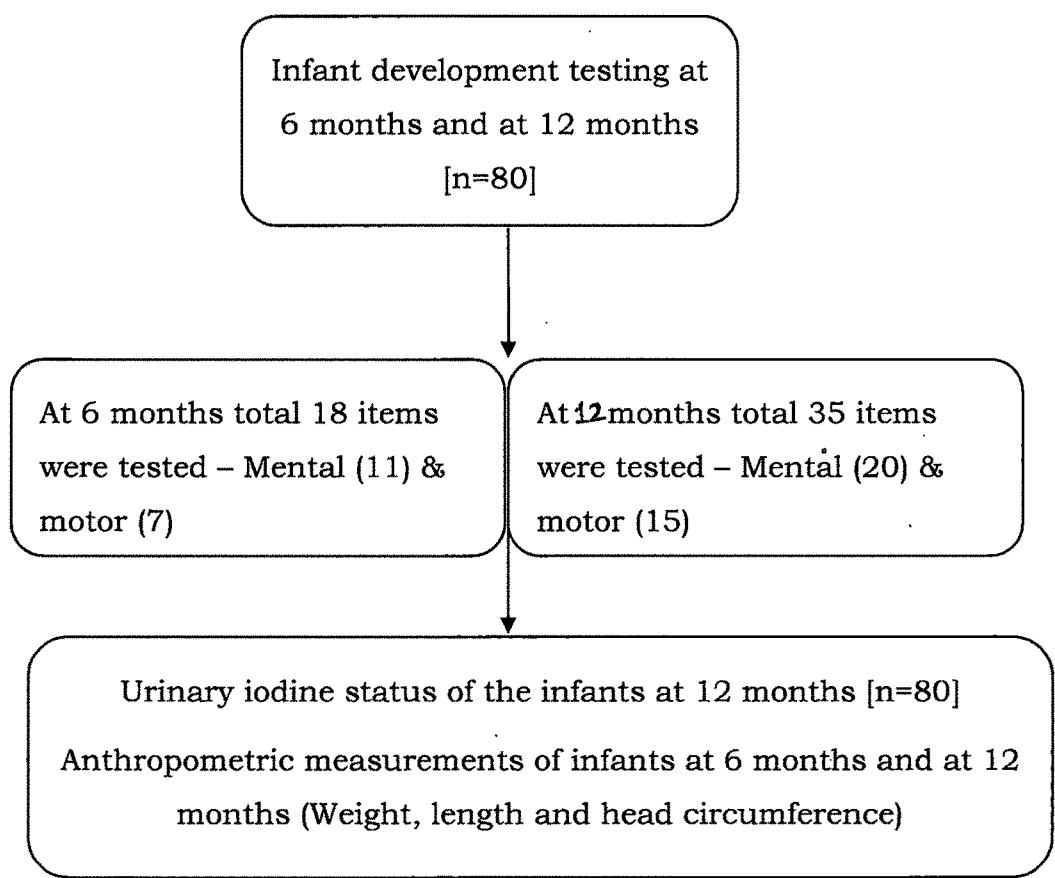 Infant development testing at
6 months and at 12 months
[n=80]
At 6 months total 18 items
were tested – Mental (11) &
motor (7)
At 12 months total 35 items
were tested – Mental (20) &
motor (15)
Urinary iodine status of the infants at 12 months [n=80]
Anthropometric measurements of infants at 6 months and at 12
months (Weight, length and head circumference)